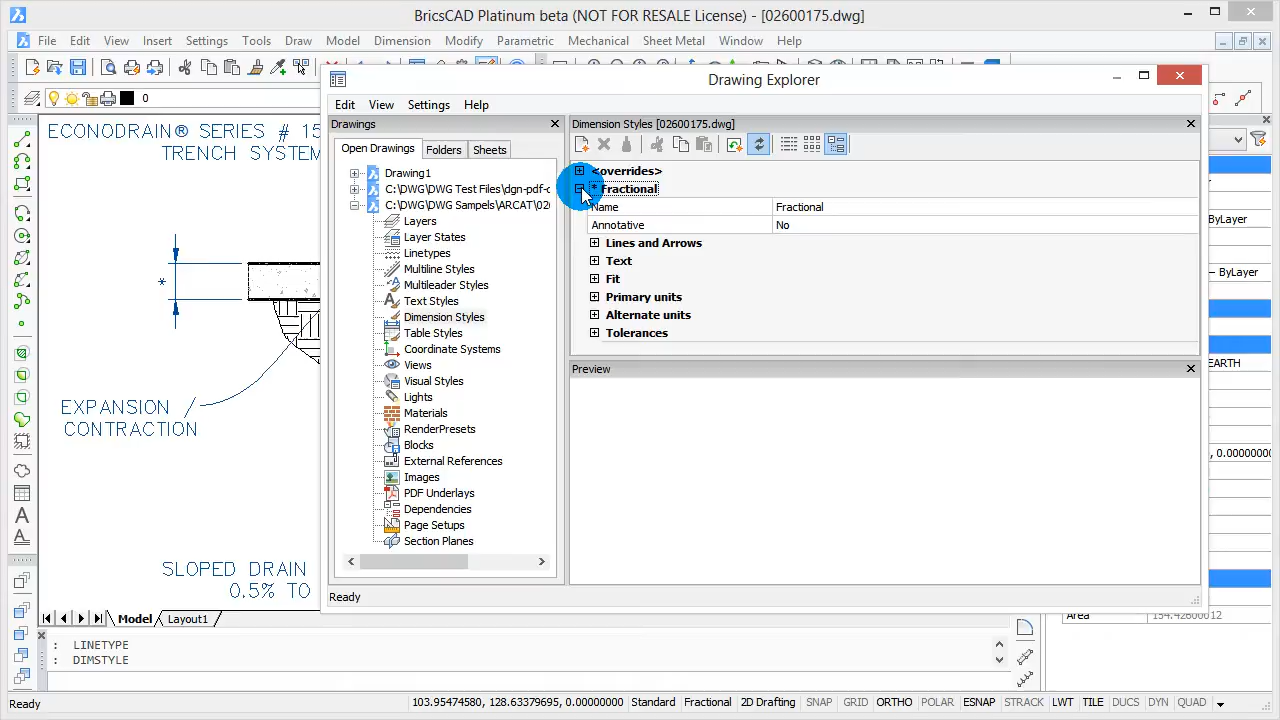 BricsCAD Platinum beta (NOT FOR RESALE License) - [02600175.dwg]
File Edit View Insert Settings Tools Draw Model Dimension Modify Parametric Mechanical Sheet Metal Window Help
0
Drawing Explorer
Edit View Settings Help
Drawings
Open Drawings Folders Sheets
Drawing1
C:\DWG\DWG Test Files\dgn-pdf-c
C:\DWG\DWG Sampels\ARCAT\02
Layers
Layer States
Linetypes
Multiline Styles
Multileader Styles
Text Styles
Dimension Styles
Table Styles
Coordinate Systems
Views
Visual Styles
Lights
Materials
RenderPresets
Blocks
External References
Images
PDF Underlays
Dependencies
Page Setups
Section Planes
Ready
Dimension Styles [02600175.dwg]
<overrides>
* Fractional
Name Fractional
Annotative No
Lines and Arrows
Text
Fit
Primary units
Alternate units
Tolerances
Preview
ECONODRAIN® SERIES # 15
TRENCH SYSTEM
*
EXPANSION /
CONTRACTION
SLOPED DRAIN
0.5% TO
ByLayer
– ByLayer
EARTH
, 0.00000000
Area 154.42600012
Model Layout1
: LINETYPE
: DIMSTYLE
:
Ready 103.95474580, 128.63379695, 0.00000000 Standard Fractional 2D Drafting SNAP GRID ORTHO POLAR ESNAP STRACK LWT TILE DUCS DYN QUAD